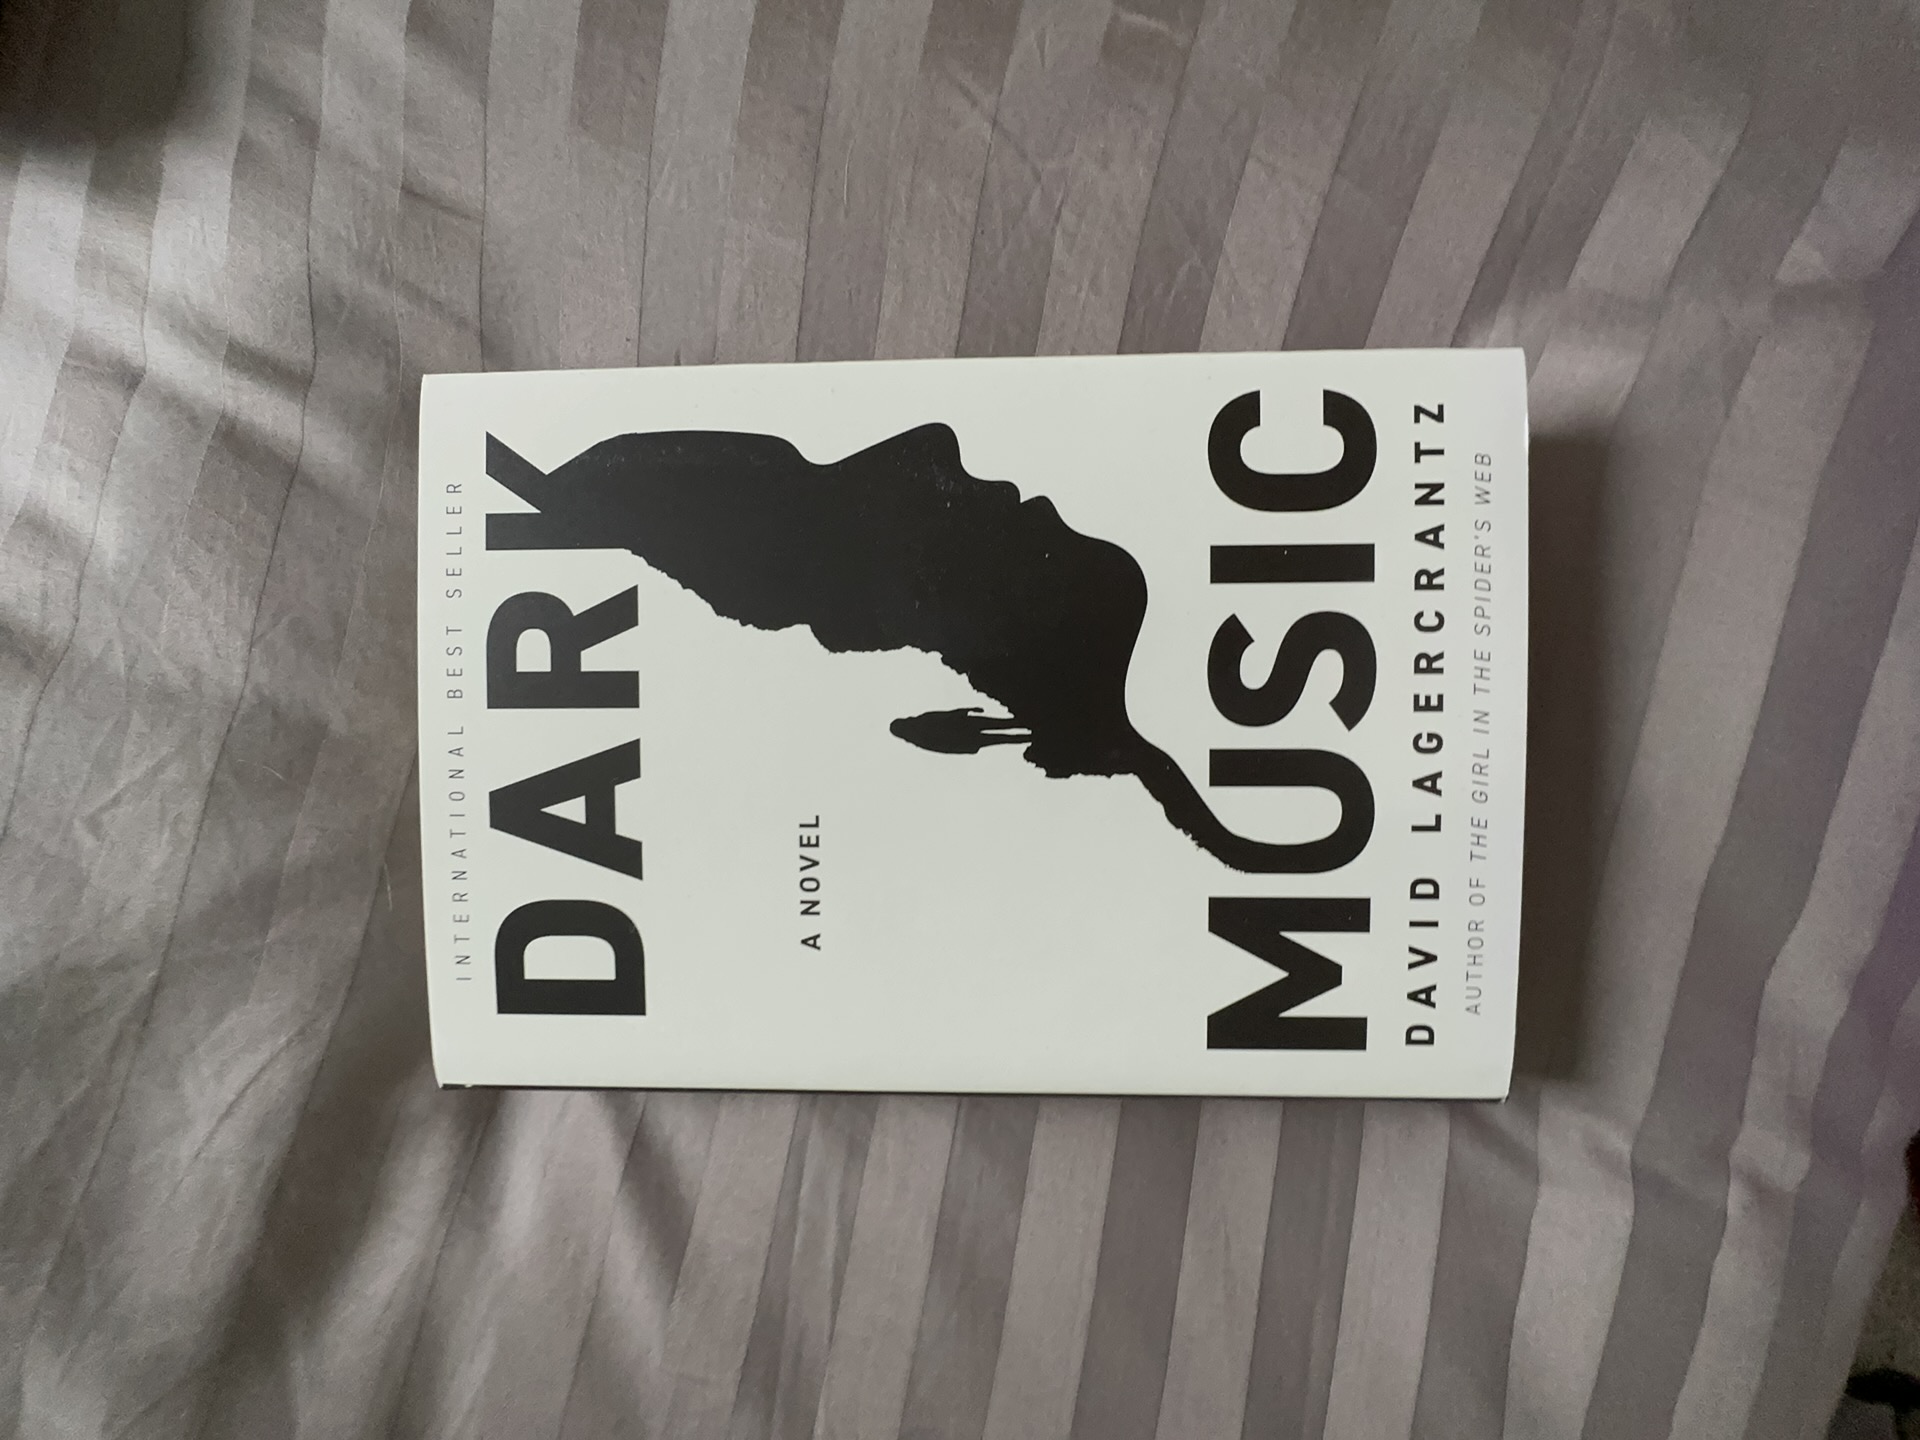 INTERNATIONAL BEST SELLER
DARK
A NOVEL
MUSIC
DAVID LAGERCRANTZ
AUTHOR OF THE GIRL IN THE SPIDER'S WEB